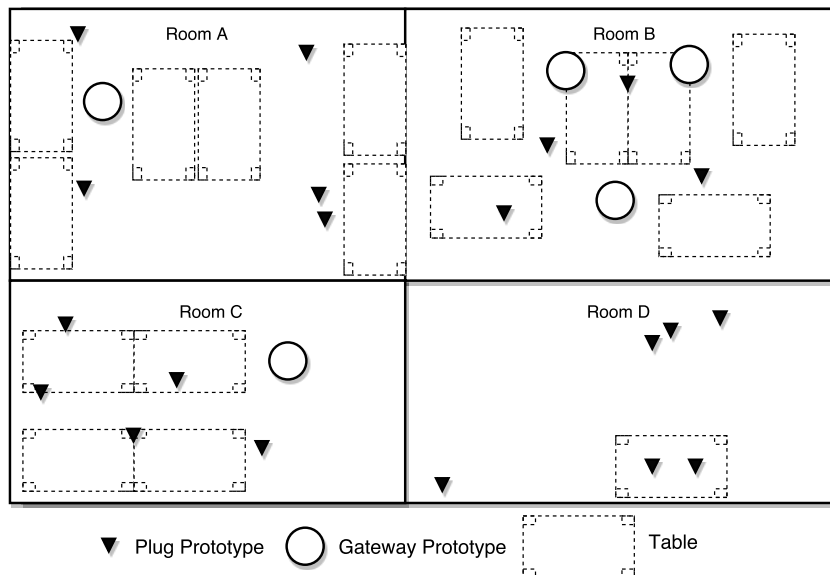 Room A
Room B
Room C
Room D
Plug Prototype
Gateway Prototype
Table